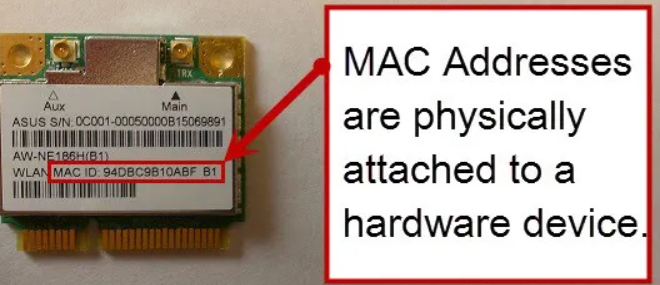 1RX
Aux Main
ASUS S/N: 0C001-00050000B15069891
AW-NE186H(B1)
WLAN MAC ID: 94DBC9B10ABF B1
MAC Addresses
are physically
attached to a
hardware device.